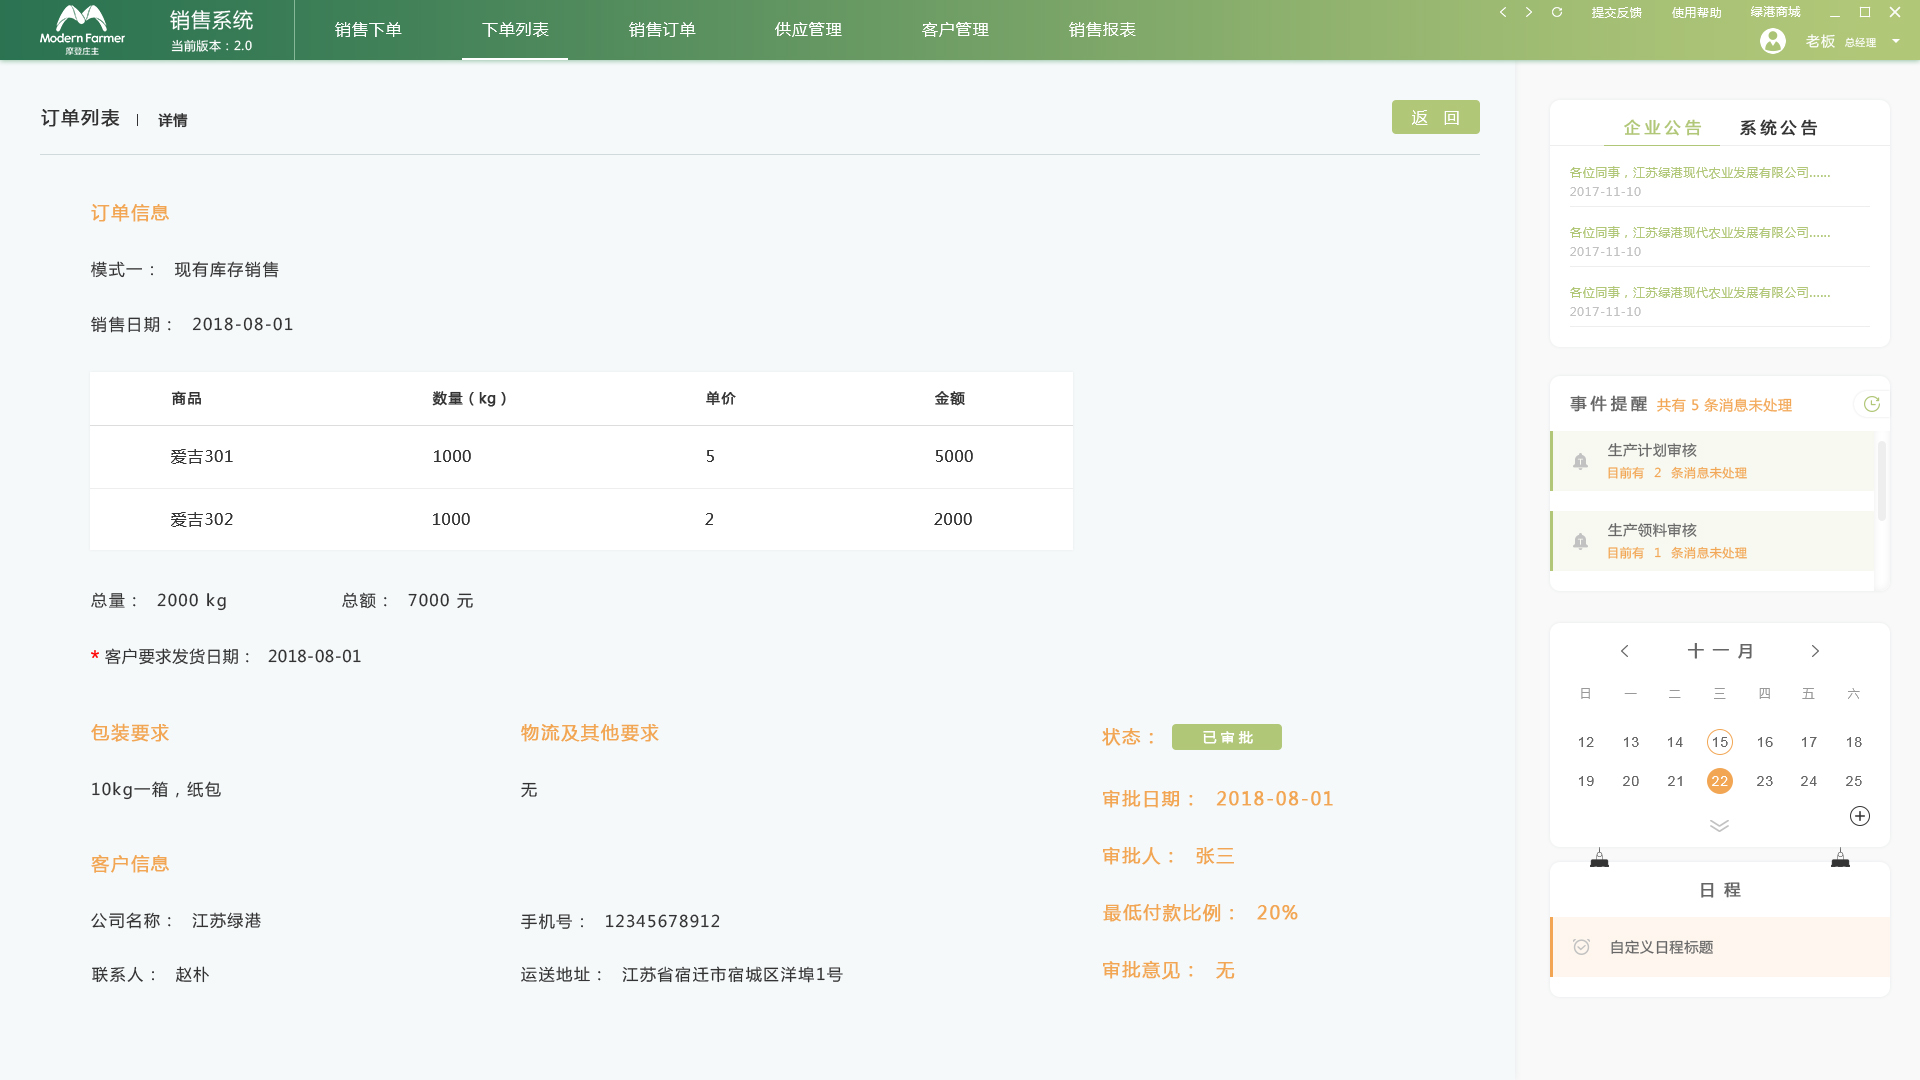 Modern Farmer
摩登庄主
销售系统
当前版本：2.0
销售下单
下单列表
销售订单
供应管理
客户管理
销售报表
提交反馈
使用帮助
绿港商城
老板 总经理
订单列表 | 详情
返 回
订单信息
模式一： 现有库存销售
销售日期： 2018-08-01
商品 数量（kg） 单价 金额
爱吉301 1000 5 5000
爱吉302 1000 2 2000
总量： 2000 kg 总额： 7000 元
* 客户要求发货日期： 2018-08-01
包装要求
10kg一箱，纸包
物流及其他要求
无
客户信息
公司名称： 江苏绿港
手机号： 12345678912
联系人： 赵朴
运送地址： 江苏省宿迁市宿城区洋埠1号
状态： 已审批
审批日期： 2018-08-01
审批人： 张三
最低付款比例： 20%
审批意见： 无
企业公告 系统公告
各位同事，江苏绿港现代农业发展有限公司......
2017-11-10
各位同事，江苏绿港现代农业发展有限公司......
2017-11-10
各位同事，江苏绿港现代农业发展有限公司......
2017-11-10
事件提醒 共有 5 条消息未处理
生产计划审核
目前有 2 条消息未处理
生产领料审核
目前有 1 条消息未处理
十一月
日 一 二 三 四 五 六
12 13 14 15 16 17 18
19 20 21 22 23 24 25
日 程
自定义日程标题